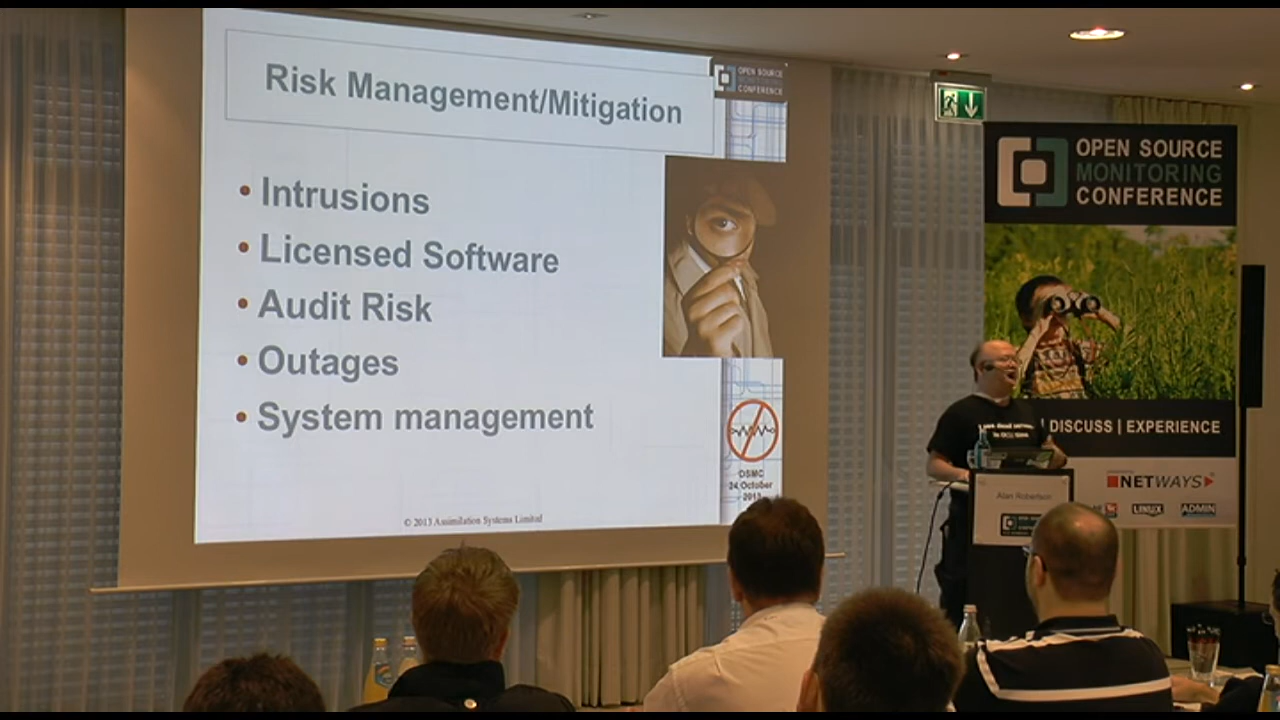 Risk Management/Mitigation
OPEN SOURCE
MONITORING
CONFERENCE
• Intrusions
• Licensed Software
• Audit Risk
• Outages
• System management
OSMC
24 October
2013
© 2013 Assimilation Systems Limited
OPEN SOURCE
MONITORING
CONFERENCE
| DISCUSS | EXPERIENCE
NETWAYS
LINUX
ADMIN
Alan Robertson